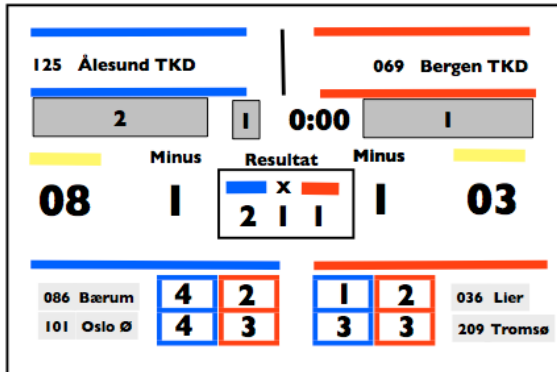 125 Ålesund TKD 069 Bergen TKD
2 1 0:00 1
Minus Resultat Minus
08 1 x 1 03
2 1 1
086 Bærum 4 2 1 2 036 Lier
101 Oslo Ø 4 3 3 3 209 Tromsø